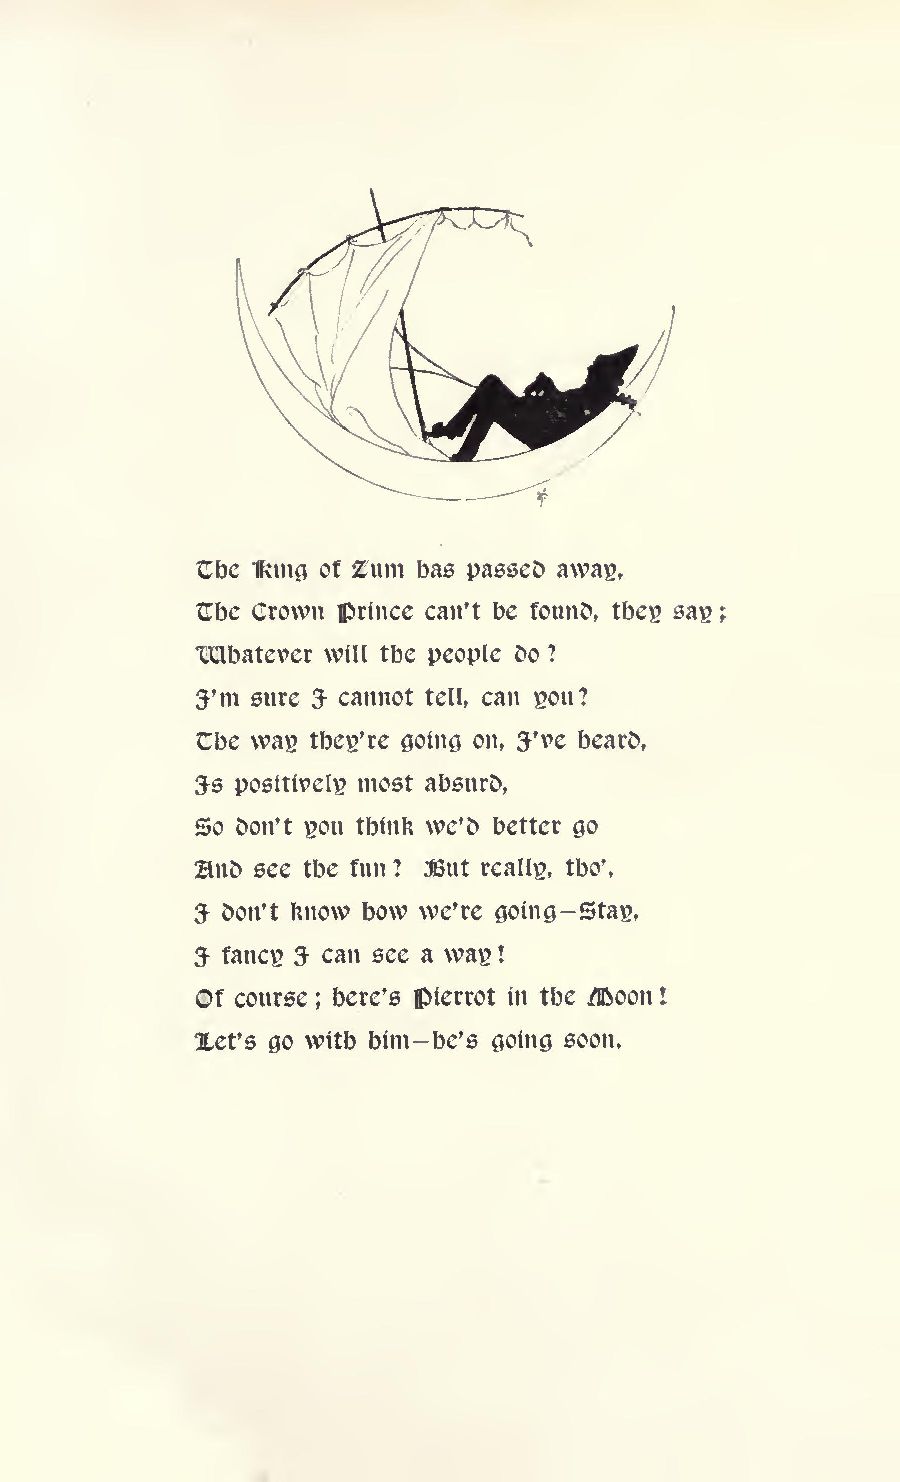 The King of Zum has passed away,
The Crown Prince can't be found, they say;
Whatever will the people do?
I'm sure I cannot tell, can you?
The way they're going on, I've heard,
Is positively most absurd,
So don't you think we'd better go
And see the fun? But really, tho',
I don't know how we're going—Stay,
I fancy I can see a way!
Of course; here's Pierrot in the Moon!
Let's go with him—he's going soon.